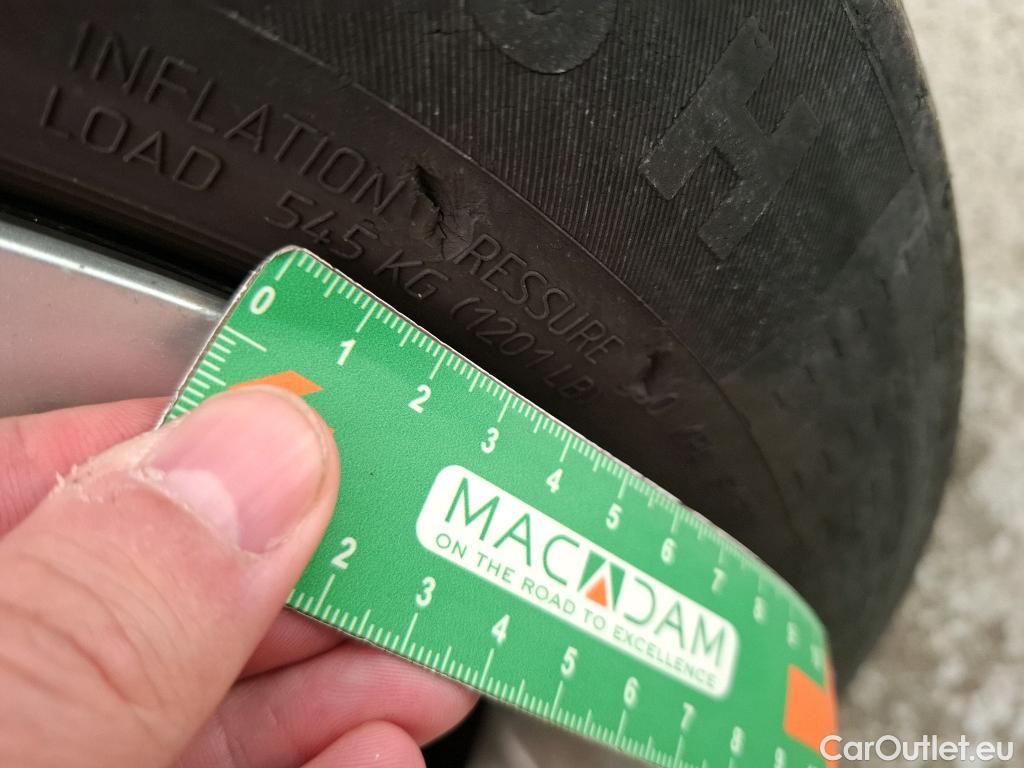 INFLATION PRESSURE
LOAD 545 KG (1201 LB)
0 1 2 3 4 5 6 7 8 9
MACADAM
ON THE ROAD TO EXCELLENCE
2 3 4 5 6 7 8 9
CarOutlet.eu